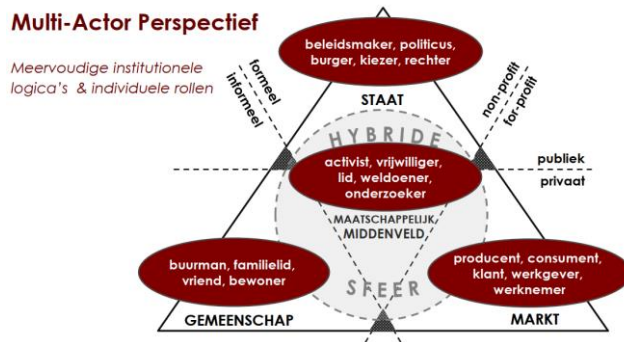 Multi-Actor Perspectief
Meervoudige institutionele
logica's & individuele rollen
beleidsmaker, politicus,
burger, kiezer, rechter
formeel
informeel
STAAT
non-profit
for-profit
HYBRIDE
activist, vrijwilliger,
lid, weldoener,
onderzoeker
publiek
privaat
MAATSCHAPPELIJK
MIDDENVELD
buurman, familielid,
vriend, bewoner
producent, consument,
klant, werkgever,
werknemer
SFEER
GEMEENSCHAP
MARKT